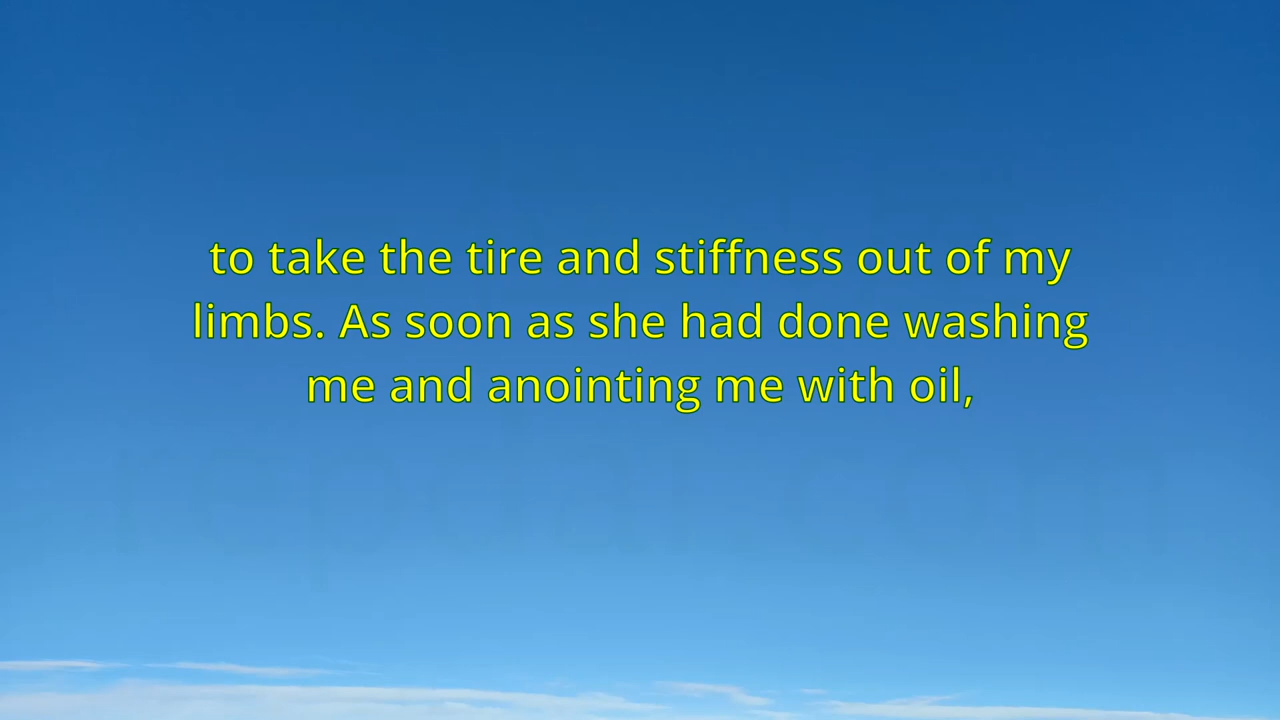 to take the tire and stiffness out of my
limbs. As soon as she had done washing
me and anointing me with oil,